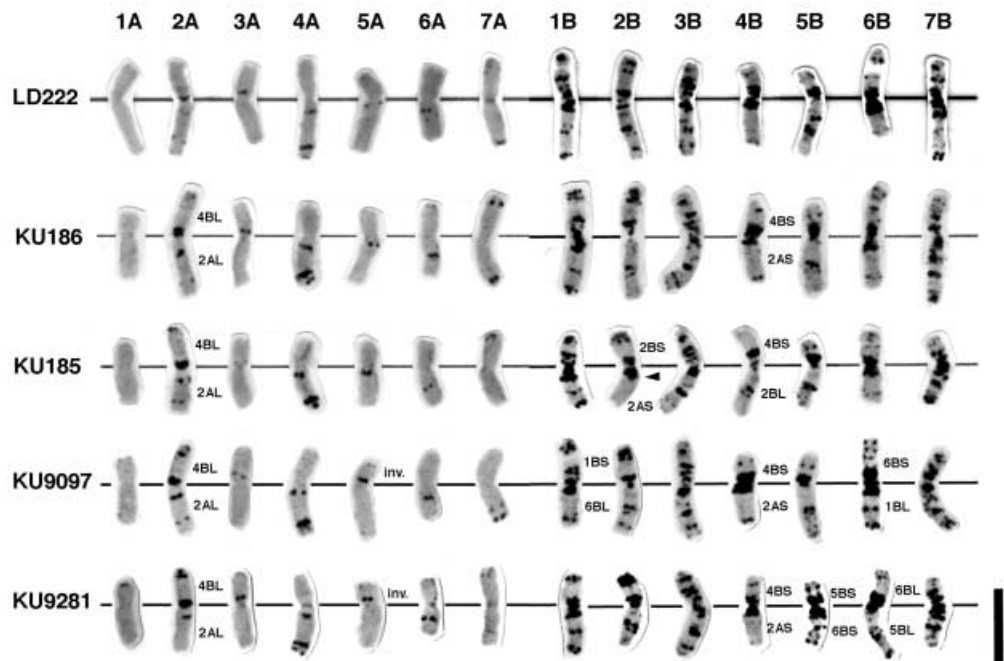 1A 2A 3A 4A 5A 6A 7A 1B 2B 3B 4B 5B 6B 7B
LD222
4BL 4BS
KU186
2AL 2AS
4BL 2BS 4BS
KU185
2AL 2AS 2BL
4BL inv. 1BS 4BS 6BS
KU9097
2AL 6BL 2AS 1BL
4BL inv. 4BS 5BS 6BL
KU9281
2AL 2AS 6BS 5BL